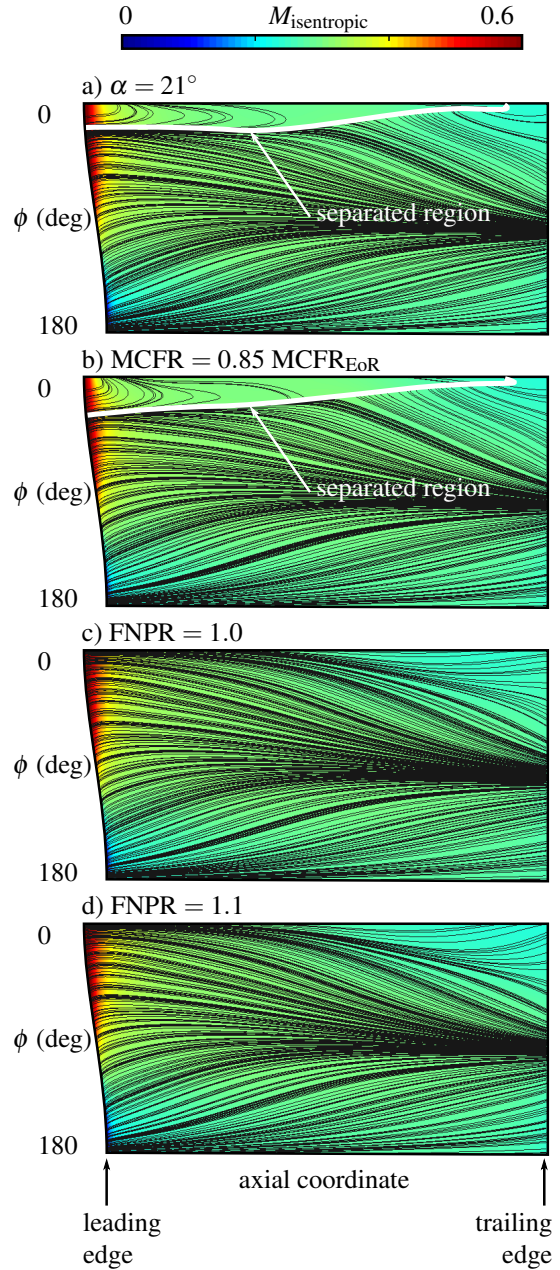 0 M_isentropic 0.6
a) α = 21°
0
separated region
ϕ (deg)
180
b) MCFR = 0.85 MCFR_EoR
0
ϕ (deg)
separated region
180
c) FNPR = 1.0
0
ϕ (deg)
180
d) FNPR = 1.1
0
ϕ (deg)
180
axial coordinate
leading
edge
trailing
edge